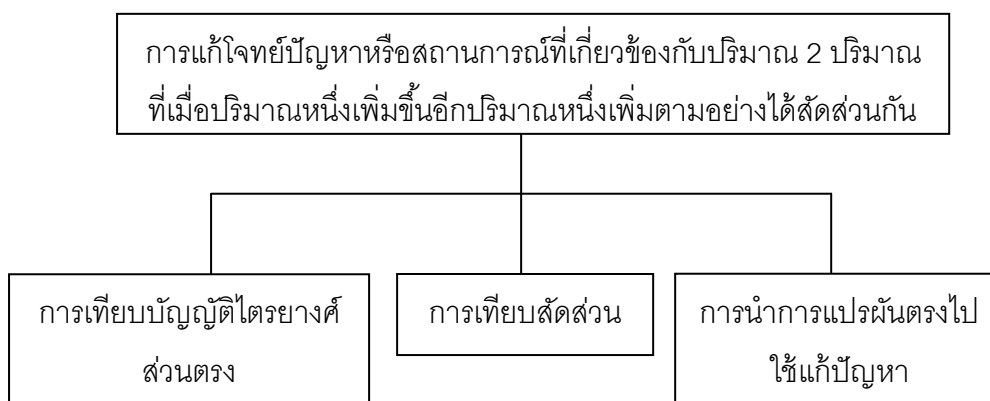 การแก้โจทย์ปัญหาหรือสถานการณ์ที่เกี่ยวข้องกับปริมาณ 2 ปริมาณ
ที่เมื่อปริมาณหนึ่งเพิ่มขึ้นอีกปริมาณหนึ่งเพิ่มตามอย่างได้สัดส่วนกัน
การเทียบบัญญัติไตรยางศ์
ส่วนตรง
การเทียบสัดส่วน
การนำการแปรผันตรงไป
ใช้แก้ปัญหา